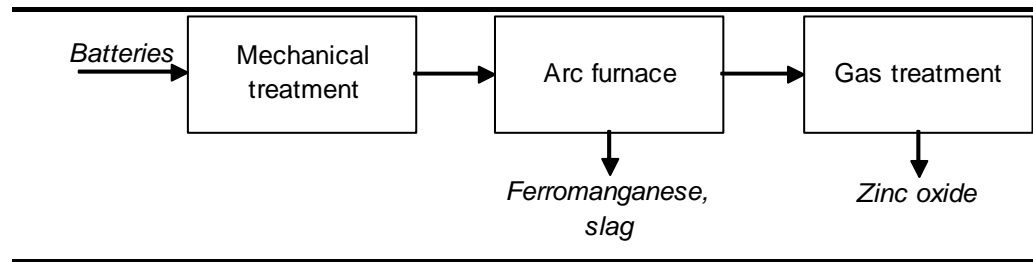 Batteries
Mechanical
treatment
Arc furnace
Gas treatment
Ferromanganese,
slag
Zinc oxide